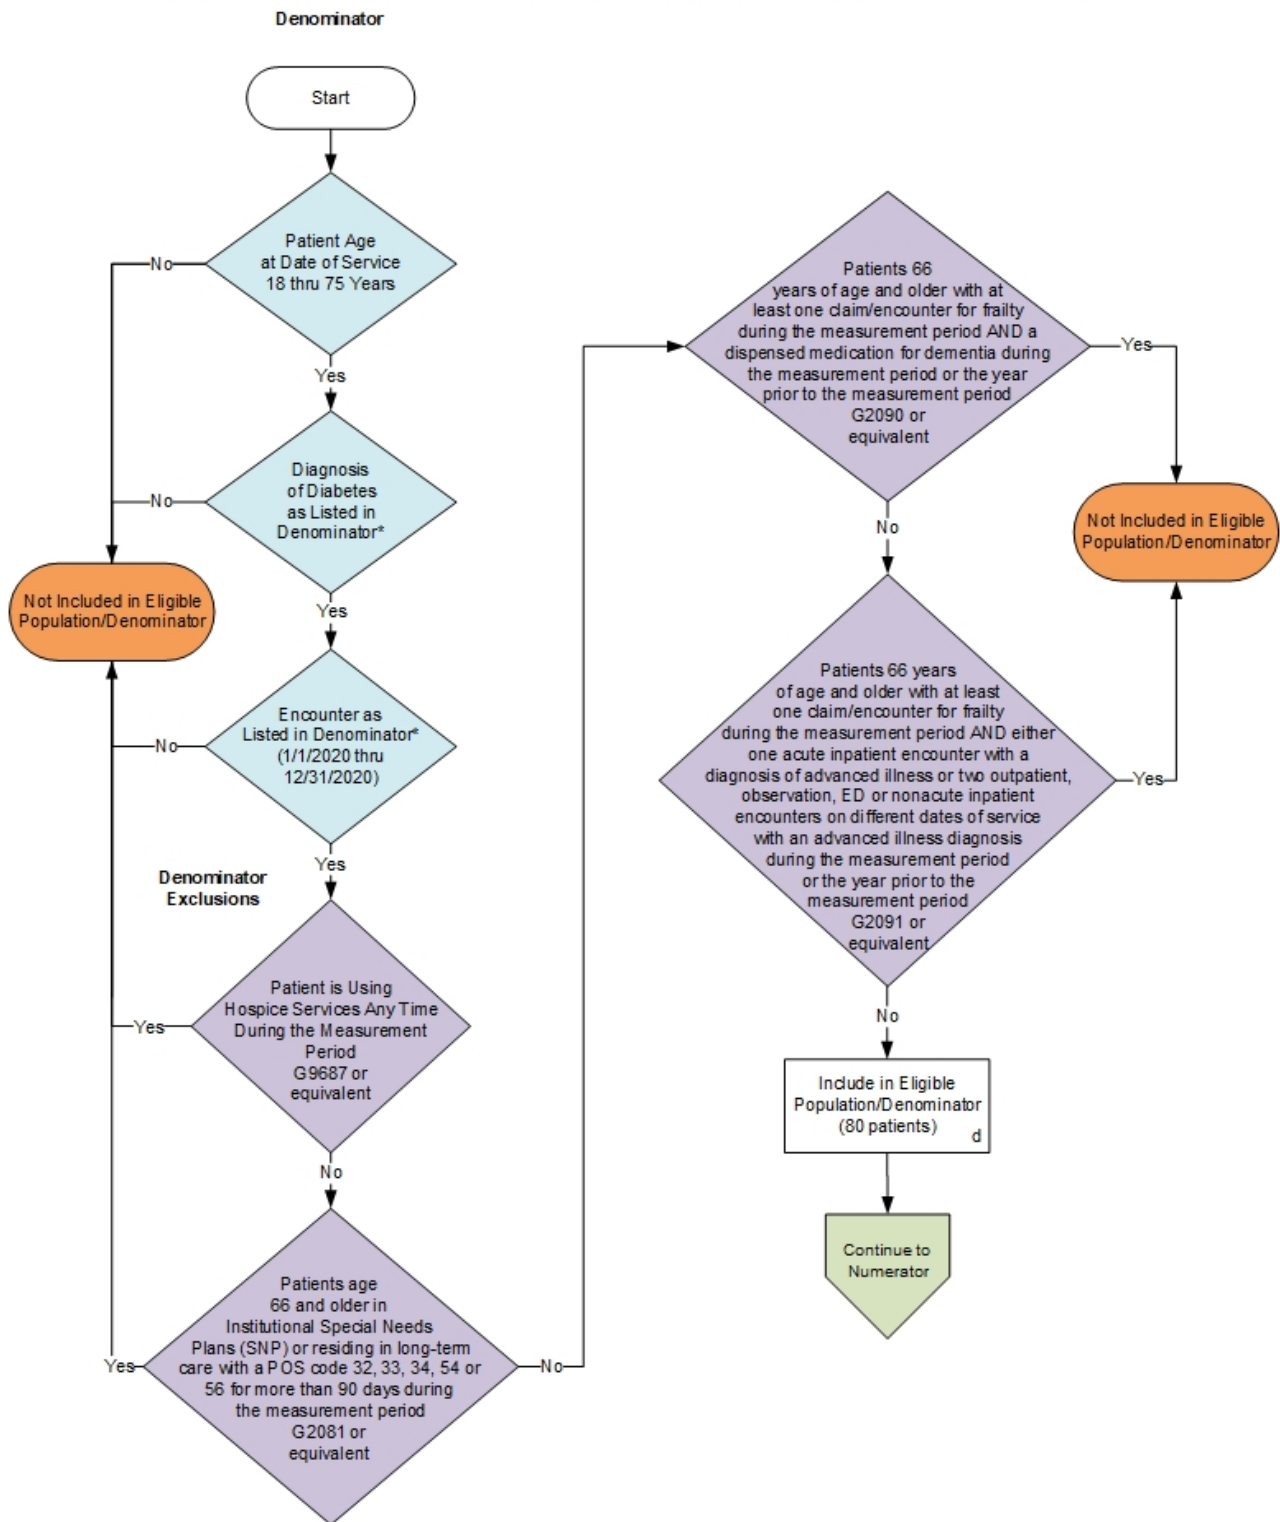 Denominator
Start
Patient Age
at Date of Service
18 thru 75 Years
No
Yes
Diagnosis
of Diabetes
as Listed in
Denominator*
No
Not Included in Eligible
Population/Denominator
Yes
Encounter as
Listed in Denominator*
(1/1/2020 thru
12/31/2020)
No
Yes
Denominator
Exclusions
Patient is Using
Hospice Services Any Time
During the Measurement
Period
G9687 or
equivalent
Yes
No
Patients age
66 and older in
Institutional Special Needs
Plans (SNP) or residing in long-term
care with a POS code 32, 33, 34, 54 or
56 for more than 90 days during
the measurement period
G2081 or
equivalent
Yes
No
Patients 66
years of age and older with at
least one claim/encounter for frailty
during the measurement period AND a
dispensed medication for dementia during
the measurement period or the year
prior to the measurement period
G2090 or
equivalent
Yes
Not Included in Eligible
Population/Denominator
No
Patients 66 years
of age and older with at least
one claim/encounter for frailty
during the measurement period AND either
one acute inpatient encounter with a
diagnosis of advanced illness or two outpatient,
observation, ED or nonacute inpatient
encounters on different dates of service
with an advanced illness diagnosis
during the measurement period
or the year prior to the
measurement period
G2091 or
equivalent
Yes
No
Include in Eligible
Population/Denominator
(80 patients)
d
Continue to
Numerator